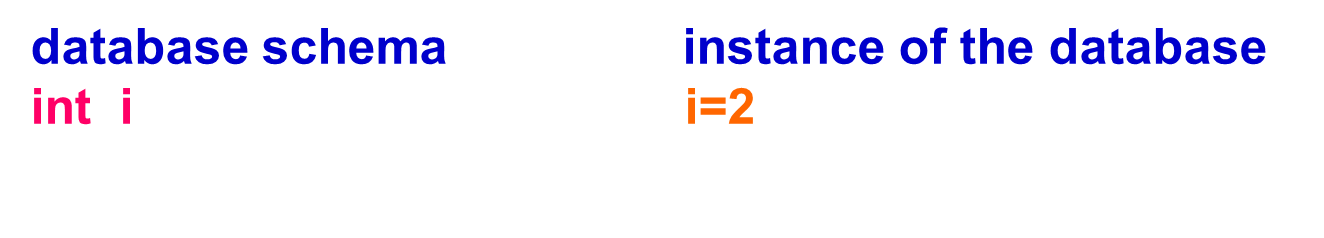 database schema instance of the database
int i i=2